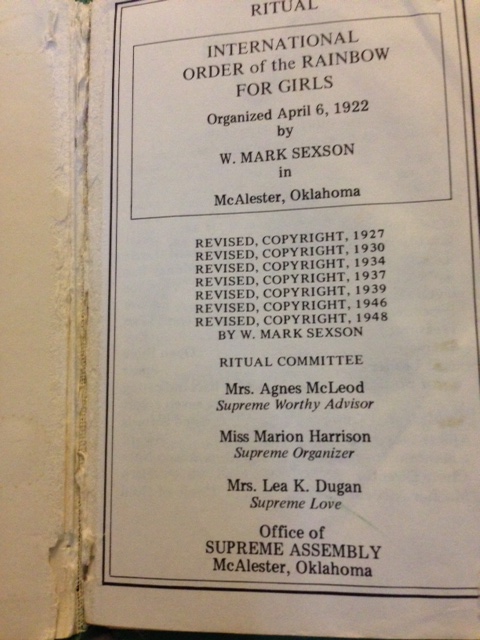 RITUAL
INTERNATIONAL
ORDER of the RAINBOW
FOR GIRLS
Organized April 6, 1922
by
W. MARK SEXSON
in
McAlester, Oklahoma
REVISED, COPYRIGHT, 1927
REVISED, COPYRIGHT, 1930
REVISED, COPYRIGHT, 1934
REVISED, COPYRIGHT, 1937
REVISED, COPYRIGHT, 1939
REVISED, COPYRIGHT, 1946
REVISED, COPYRIGHT, 1948
BY W. MARK SEXSON
RITUAL COMMITTEE
Mrs. Agnes McLeod
Supreme Worthy Advisor
Miss Marion Harrison
Supreme Organizer
Mrs. Lea K. Dugan
Supreme Love
Office of
SUPREME ASSEMBLY
McAlester, Oklahoma